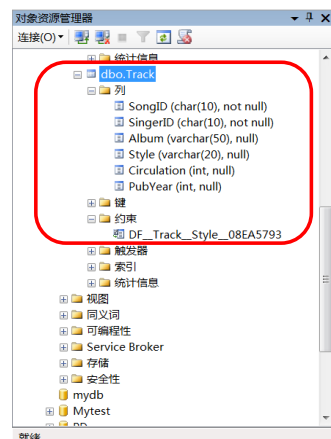 对象资源管理器
连接(O)
统计信息
dbo.Track
列
SongID (char(10), not null)
SingerID (char(10), not null)
Album (varchar(50), null)
Style (varchar(20), null)
Circulation (int, null)
PubYear (int, null)
键
约束
DF__Track__Style__08EA5793
触发器
索引
统计信息
视图
同义词
可编程性
Service Broker
存储
安全性
mydb
Mytest
就绪